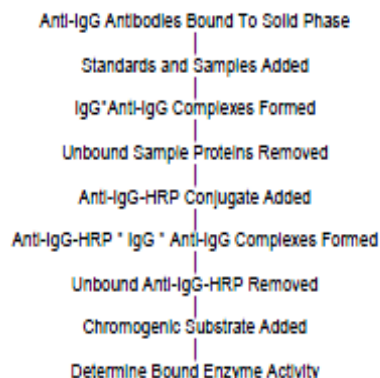 Anti-IgG Antibodies Bound To Solid Phase
Standards and Samples Added
IgG*Anti-IgG Complexes Formed
Unbound Sample Proteins Removed
Anti-IgG-HRP Conjugate Added
Anti-IgG-HRP * IgG * Anti-IgG Complexes Formed
Unbound Anti-IgG-HRP Removed
Chromogenic Substrate Added
Determine Bound Enzyme Activity